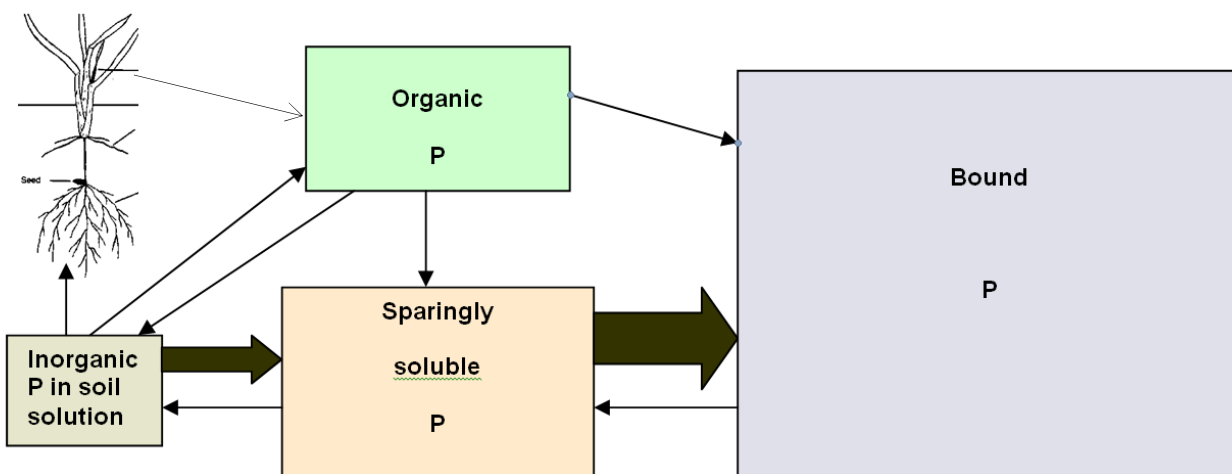 Seed
Organic
P
Bound
P
Sparingly
soluble
P
Inorganic
P in soil
solution